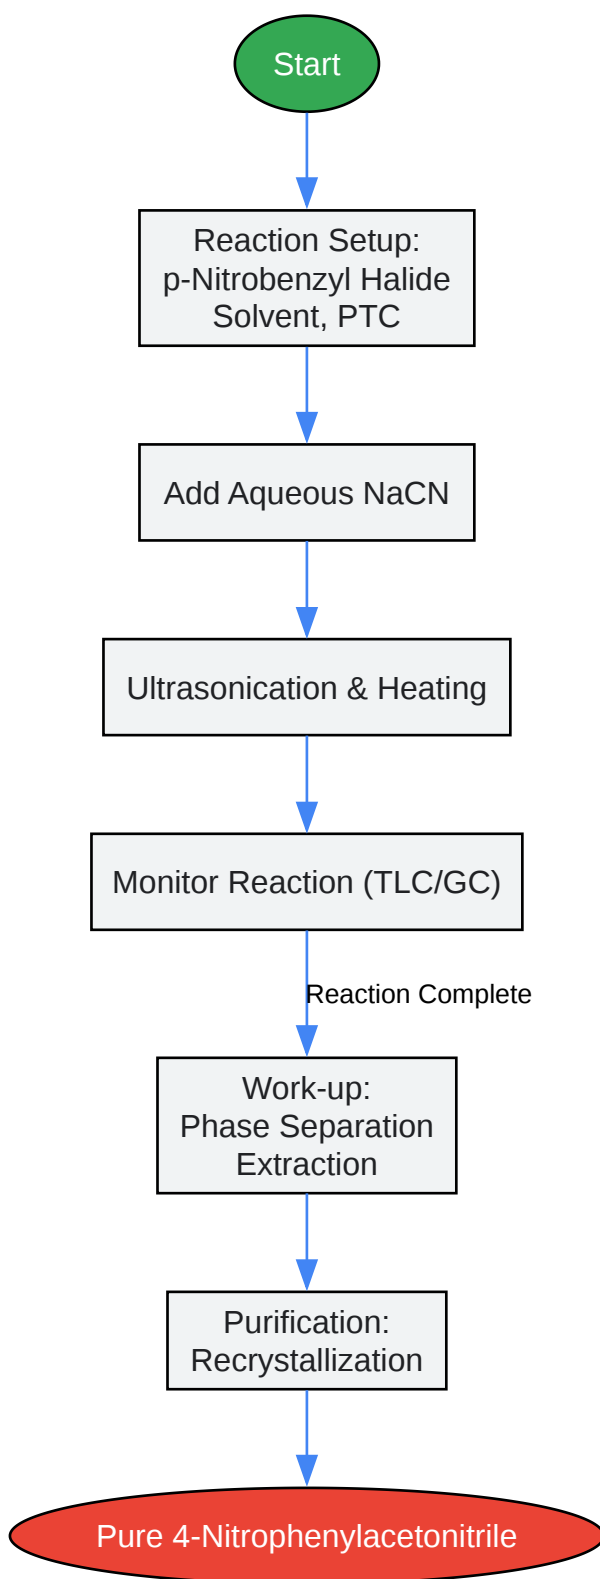 Start
Reaction Setup:
p-Nitrobenzyl Halide
Solvent, PTC
Add Aqueous NaCN
Ultrasonication & Heating
Monitor Reaction (TLC/GC)
Reaction Complete
Work-up:
Phase Separation
Extraction
Purification:
Recrystallization
Pure 4-Nitrophenylacetonitrile